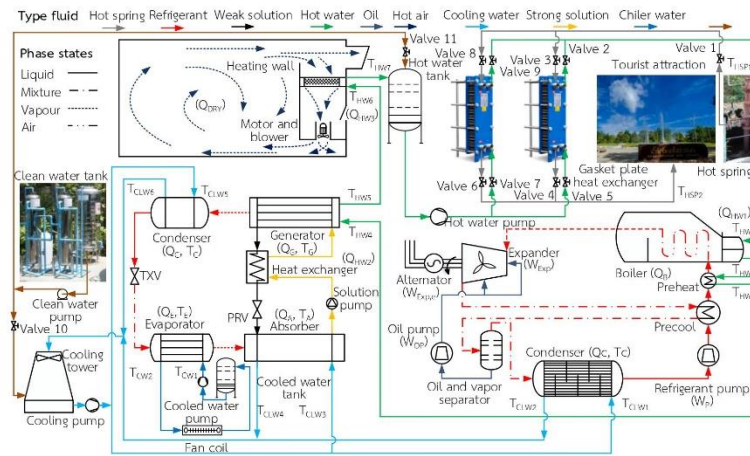 Type fluid
Hot spring
Refrigerant
Weak solution
Hot water
Oil
Hot air
Cooling water
Strong solution
Chiler water
Phase states
Liquid
Mixture
Vapour
Air
Heating wall
(Q_DRY)
Motor and
blower
T_HW7
T_HW6
(Q_HW3)
Valve 11
Hot water
tank
Valve 8
Valve 3
Valve 9
Valve 2
Valve 1
T_HSP1
Tourist attraction
Hot spring
Valve 6
Valve 7
Valve 4
Gasket plate
heat exchanger
Valve 5
T_HSP2
Hot water pump
Clean water tank
T_CLW6
T_CLW5
Condenser
(Q_C, T_C)
T_HW5
T_HW4
Generator
(Q_G, T_G)
(Q_HW2)
Heat exchanger
TXV
Clean water
pump
Valve 10
Cooling
tower
Cooling pump
(Q_E,T_E)
Evaporator
PRV
(Q_A, T_A)
Absorber
Solution
pump
T_CW2
T_CW1
Cooled water
tank
Cooled water
pump
T_CLW4
T_CLW3
Fan coil
Expander
(W_Exp)
Alternator
Oil pump
(W_OP)
Oil and vapor
separator
Boiler (Q_B)
(Q_HW1)
Preheat
Precool
Condenser (Qc, Tc)
T_CLW2
T_CLW1
Refrigerant pump
(W_P)